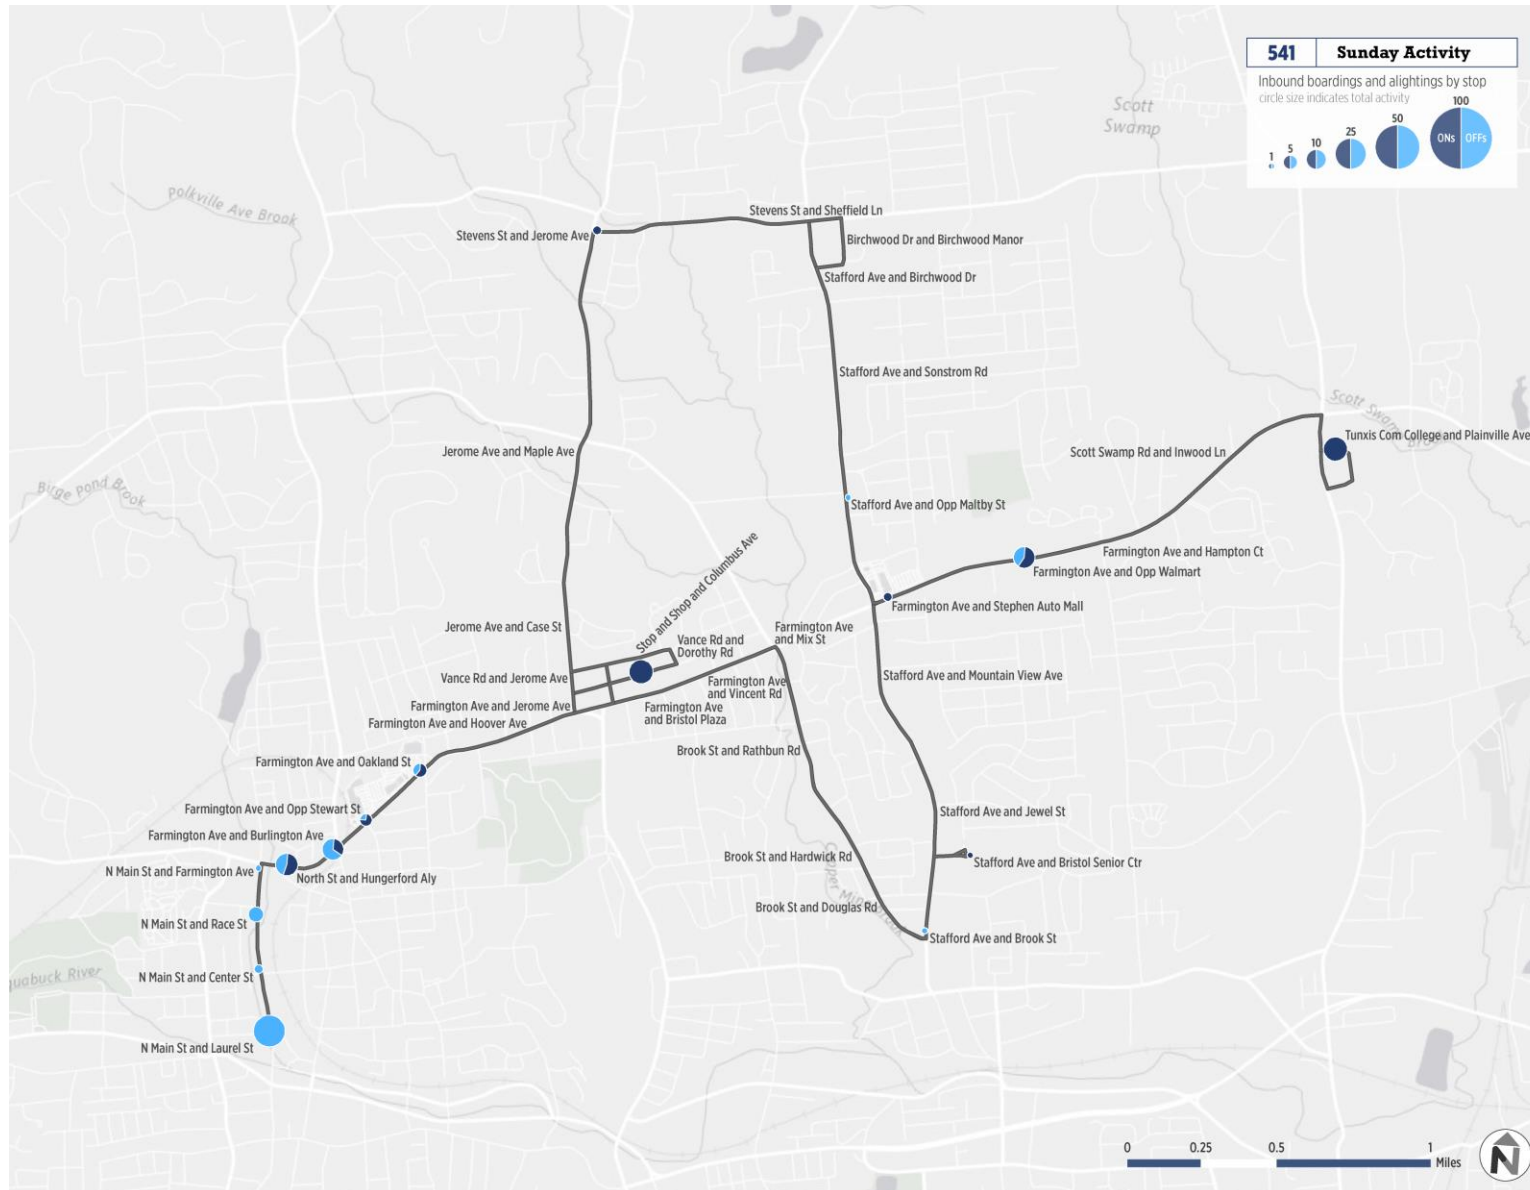 541
Sunday Activity
Inbound boardings and alightings by stop
circle size indicates total activity
1
5
10
25
50
100
ONs
OFFs
Scott
Swamp
Polkville Ave Brook
Stevens St and Jerome Ave
Stevens St and Sheffield Ln
Birchwood Dr and Birchwood Manor
Stafford Ave and Birchwood Dr
Stafford Ave and Sonstrom Rd
Scott Swamp
Brook
Tunxis Com College and Plainville Ave
Jerome Ave and Maple Ave
Scott Swamp Rd and Inwood Ln
Birge Pond Brook
Stafford Ave and Opp Maltby St
Farmington Ave and Hampton Ct
Farmington Ave and Opp Walmart
Stop and Shop and Columbus Ave
Farmington Ave and Stephen Auto Mall
Jerome Ave and Case St
Farmington Ave
and Mix St
Vance Rd and
Dorothy Rd
Vance Rd and Jerome Ave
Stafford Ave and Mountain View Ave
Farmington Ave
and Vincent Rd
Farmington Ave and Jerome Ave
Farmington Ave
and Bristol Plaza
Farmington Ave and Hoover Ave
Brook St and Rathbun Rd
Farmington Ave and Oakland St
Farmington Ave and Opp Stewart St
Stafford Ave and Jewel St
Farmington Ave and Burlington Ave
Brook St and Hardwick Rd
Stafford Ave and Bristol Senior Ctr
N Main St and Farmington Ave
North St and Hungerford Aly
Copper Mine Brook
Brook St and Douglas Rd
N Main St and Race St
Stafford Ave and Brook St
quabuck River
N Main St and Center St
N Main St and Laurel St
0
0.25
0.5
1
Miles
N